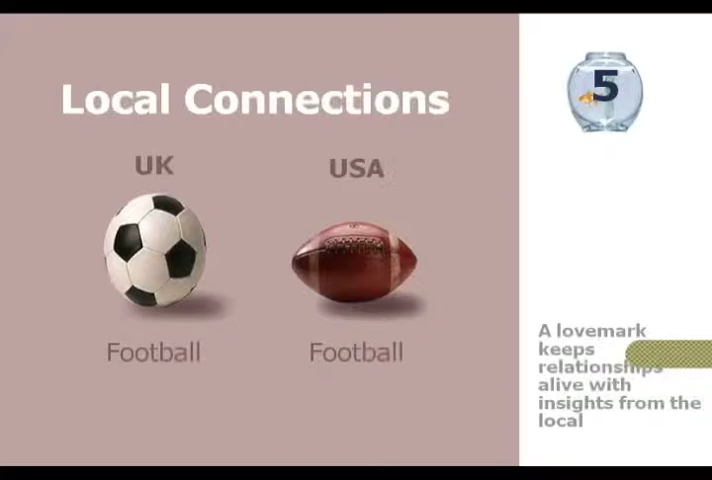 Local Connections
UK
USA
Football
Football
5
A lovemark
keeps
relationships
alive with
insights from the
local